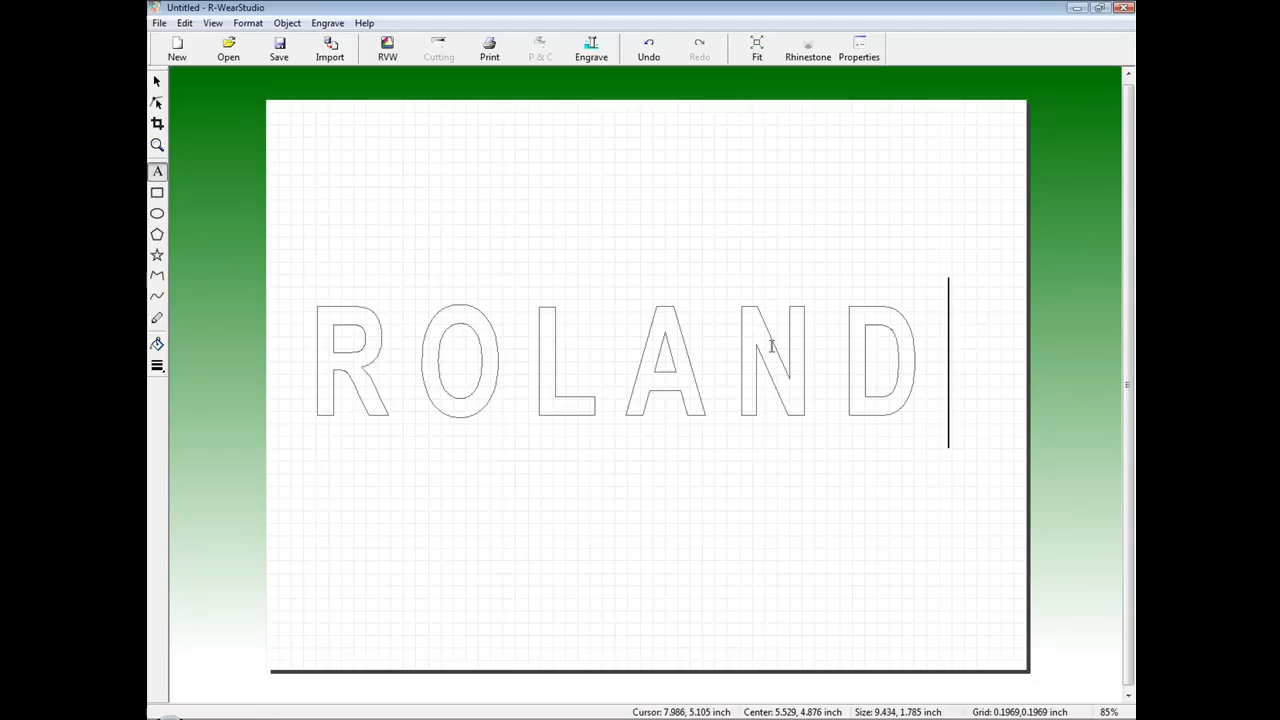 Untitled - R-WearStudio
File Edit View Format Object Engrave Help
New Open Save Import RVW Cutting Print P & C Engrave Undo Redo Fit Rhinestone Properties
A
ROLAND
Cursor: 7.986, 5.105 inch Center: 5.529, 4.876 inch Size: 9.434, 1.785 inch Grid: 0.1969,0.1969 inch 85%